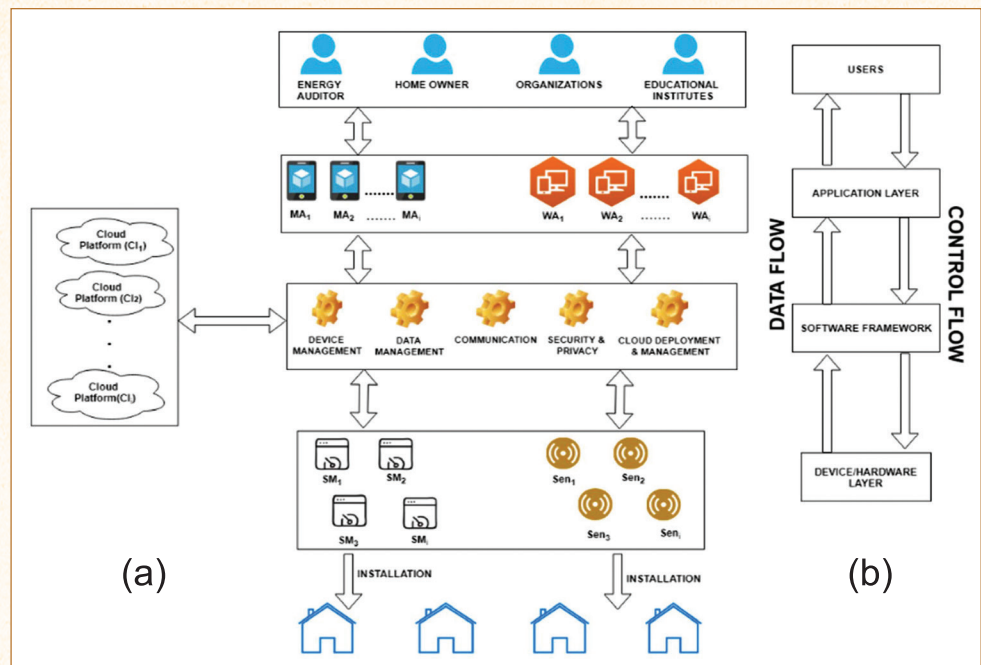 ENERGY
AUDITOR
HOME OWNER
ORGANIZATIONS
EDUCATIONAL
INSTITUTES
MA₁
MA₂
.......
MAᵢ
.......
WA₁
WA₂
.......
WAᵢ
.......
Cloud
Platform (Cl₁)
Cloud
Platform (Cl₂)
Cloud
Platform(Clᵢ)
DEVICE
MANAGEMENT
DATA
MANAGEMENT
COMMUNICATION
SECURITY &
PRIVACY
CLOUD DEPLOYMENT
& MANAGEMENT
SM₁
SM₂
SM₃
SMᵢ
Sen₁
Sen₂
Sen₃
Senᵢ
INSTALLATION
INSTALLATION
(a)
USERS
APPLICATION LAYER
SOFTWARE FRAMEWORK
DEVICE/HARDWARE
LAYER
DATA FLOW
CONTROL FLOW
(b)